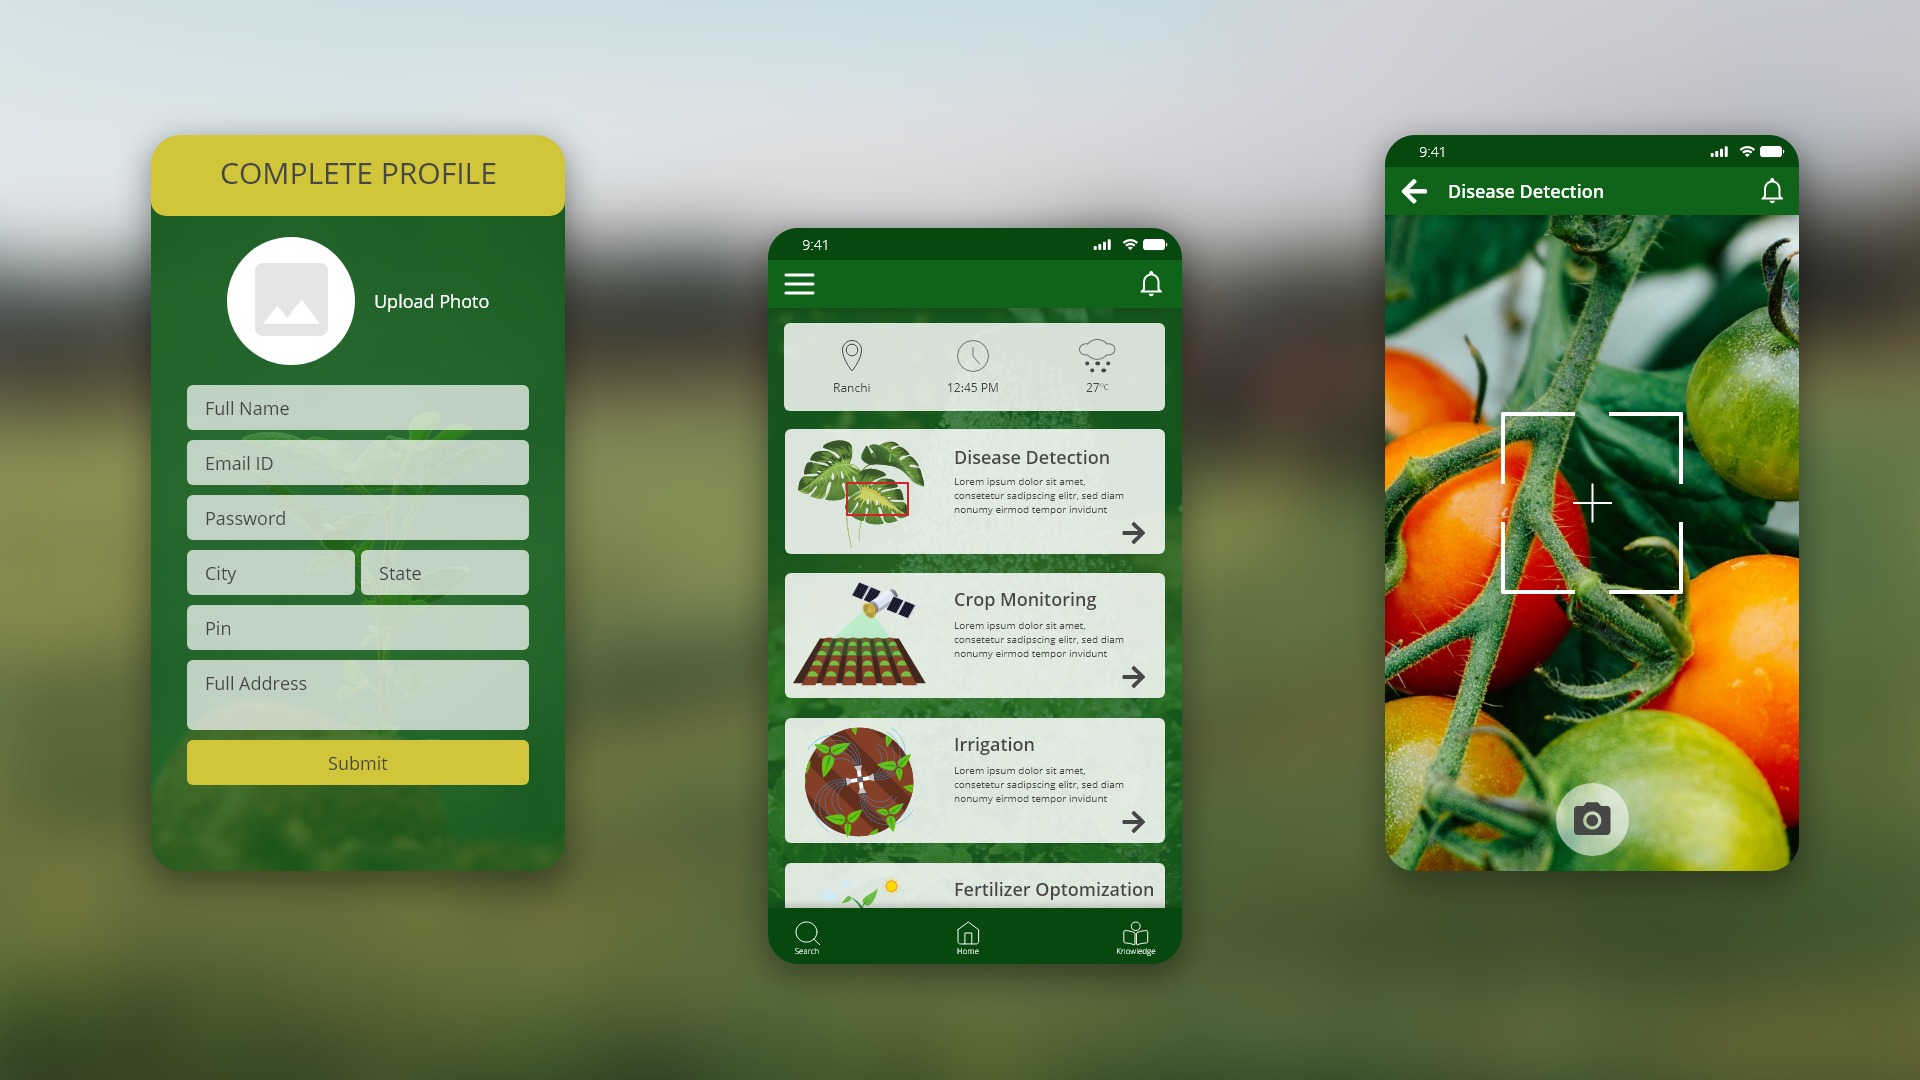 COMPLETE PROFILE
Upload Photo
Full Name
Email ID
Password
City
State
Pin
Full Address
Submit
9:41
Ranchi
12:45 PM
27°C
Disease Detection
Lorem ipsum dolor sit amet,
consetetur sadipscing elitr, sed diam
nonumy eirmod tempor invidunt
Crop Monitoring
Lorem ipsum dolor sit amet,
consetetur sadipscing elitr, sed diam
nonumy eirmod tempor invidunt
Irrigation
Lorem ipsum dolor sit amet,
consetetur sadipscing elitr, sed diam
nonumy eirmod tempor invidunt
Fertilizer Optomization
Search
Home
Knowledge
9:41
Disease Detection